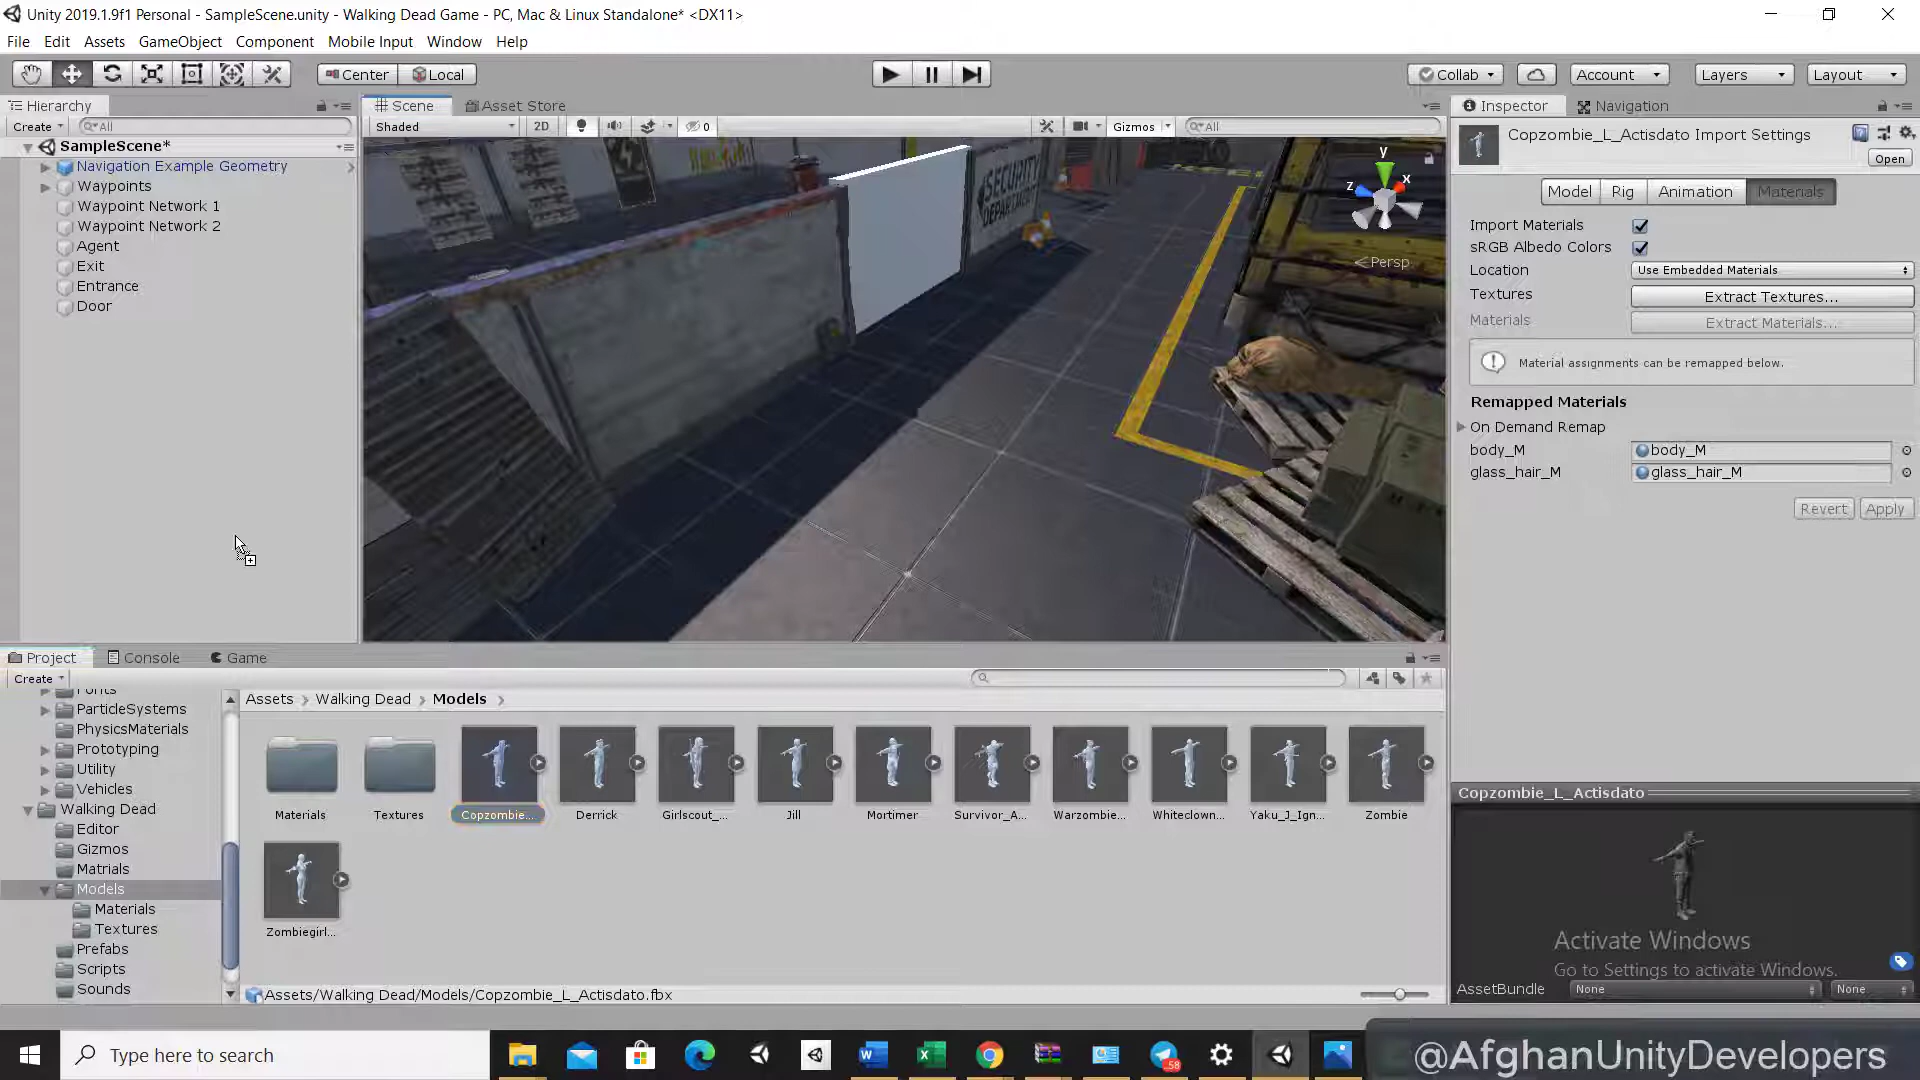 Unity 2019.1.9f1 Personal - SampleScene.unity - Walking Dead Game - PC, Mac & Linux Standalone* <DX11>
File Edit Assets GameObject Component Mobile Input Window Help
Center Local Collab Account Layers Layout
Hierarchy Scene Asset Store Inspector Navigation
Create All Shaded 2D 0 Gizmos All
SampleScene*
Navigation Example Geometry
Waypoints
Waypoint Network 1
Waypoint Network 2
Agent
Exit
Entrance
Door
SECURITY
DEPARTMENT
y
x
z
Persp
Copzombie_L_Actisdato Import Settings
Open
Model Rig Animation Materials
Import Materials
sRGB Albedo Colors
Location Use Embedded Materials
Textures Extract Textures...
Materials Extract Materials...
Material assignments can be remapped below.
Remapped Materials
On Demand Remap
body_M body_M
glass_hair_M glass_hair_M
Revert Apply
Project Console Game
Create
Fonts
ParticleSystems
PhysicsMaterials
Prototyping
Utility
Vehicles
Walking Dead
Editor
Gizmos
Matrials
Models
Materials
Textures
Prefabs
Scripts
Sounds
Assets Walking Dead Models
Materials Textures Copzombie... Derrick Girlscout_... Jill Mortimer Survivor_A... Warzombie... Whiteclown... Yaku_J_Ign... Zombie
Zombiegirl...
Assets/Walking Dead/Models/Copzombie_L_Actisdato.fbx
Copzombie_L_Actisdato
Activate Windows
Go to Settings to activate Windows.
AssetBundle None None
Type here to search
58
@AfghanUnityDevelopers